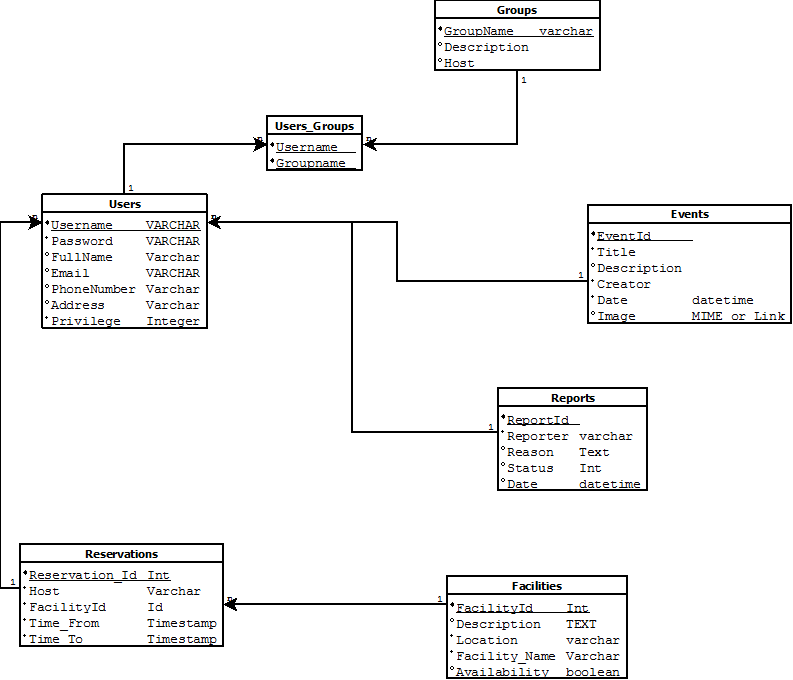 Groups
GroupName varchar
Description
Host
1
Users_Groups
n
n
Username
Groupname
1
Users
n
n
Username VARCHAR
Password VARCHAR
FullName Varchar
Email VARCHAR
PhoneNumber Varchar
Address Varchar
Privilege Integer
Events
EventId
Title
Description
1
Creator
Date datetime
Image MIME or Link
Reports
ReportId
1
Reporter varchar
Reason Text
Status Int
Date datetime
Reservations
Reservation_Id Int
1
Host Varchar
FacilityId Id
n
Time_From Timestamp
Time_To Timestamp
Facilities
1
FacilityId Int
Description TEXT
Location varchar
Facility_Name Varchar
Availability boolean